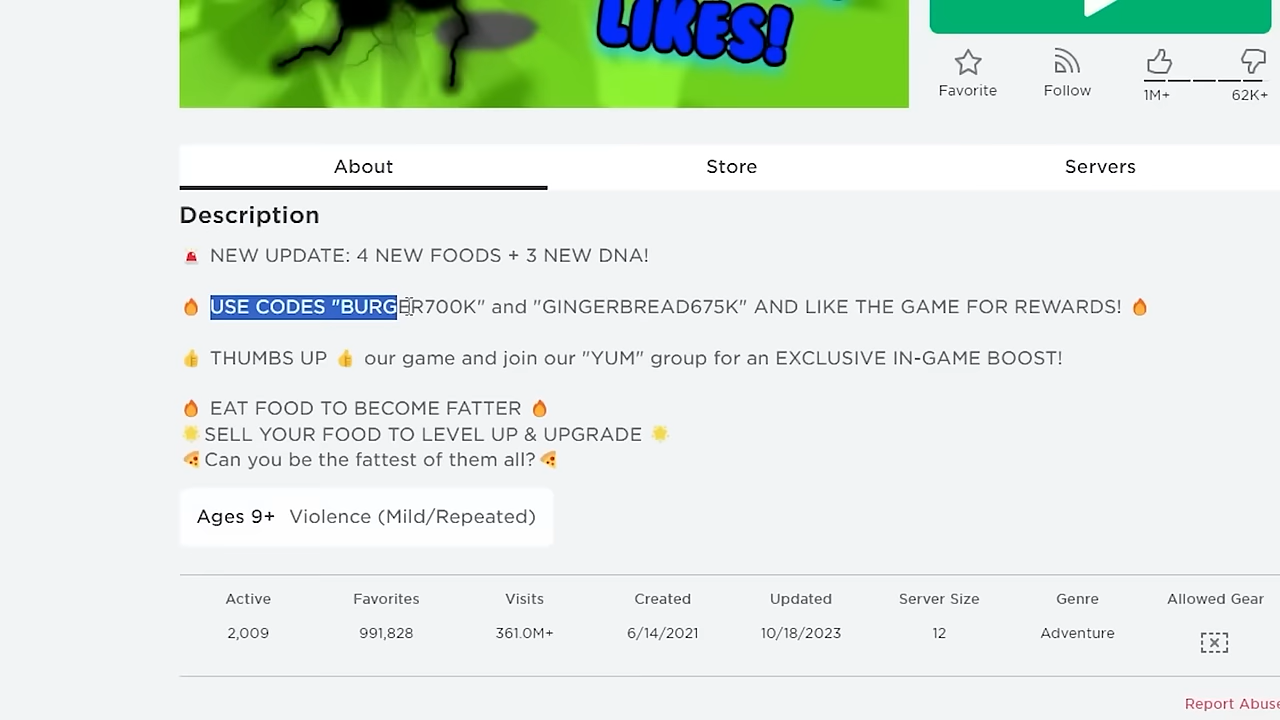 LIKES!
Favorite
Follow
1M+
62K+
About
Store
Servers
Description
🚨 NEW UPDATE: 4 NEW FOODS + 3 NEW DNA!
🔥 USE CODES "BURGER700K" and "GINGERBREAD675K" AND LIKE THE GAME FOR REWARDS! 🔥
👍 THUMBS UP 👍 our game and join our "YUM" group for an EXCLUSIVE IN-GAME BOOST!
🔥 EAT FOOD TO BECOME FATTER 🔥
🌟SELL YOUR FOOD TO LEVEL UP & UPGRADE 🌟
🍕Can you be the fattest of them all?🍕
Ages 9+ Violence (Mild/Repeated)
Active Favorites Visits Created Updated Server Size Genre Allowed Gear
2,009 991,828 361.0M+ 6/14/2021 10/18/2023 12 Adventure
Report Abuse